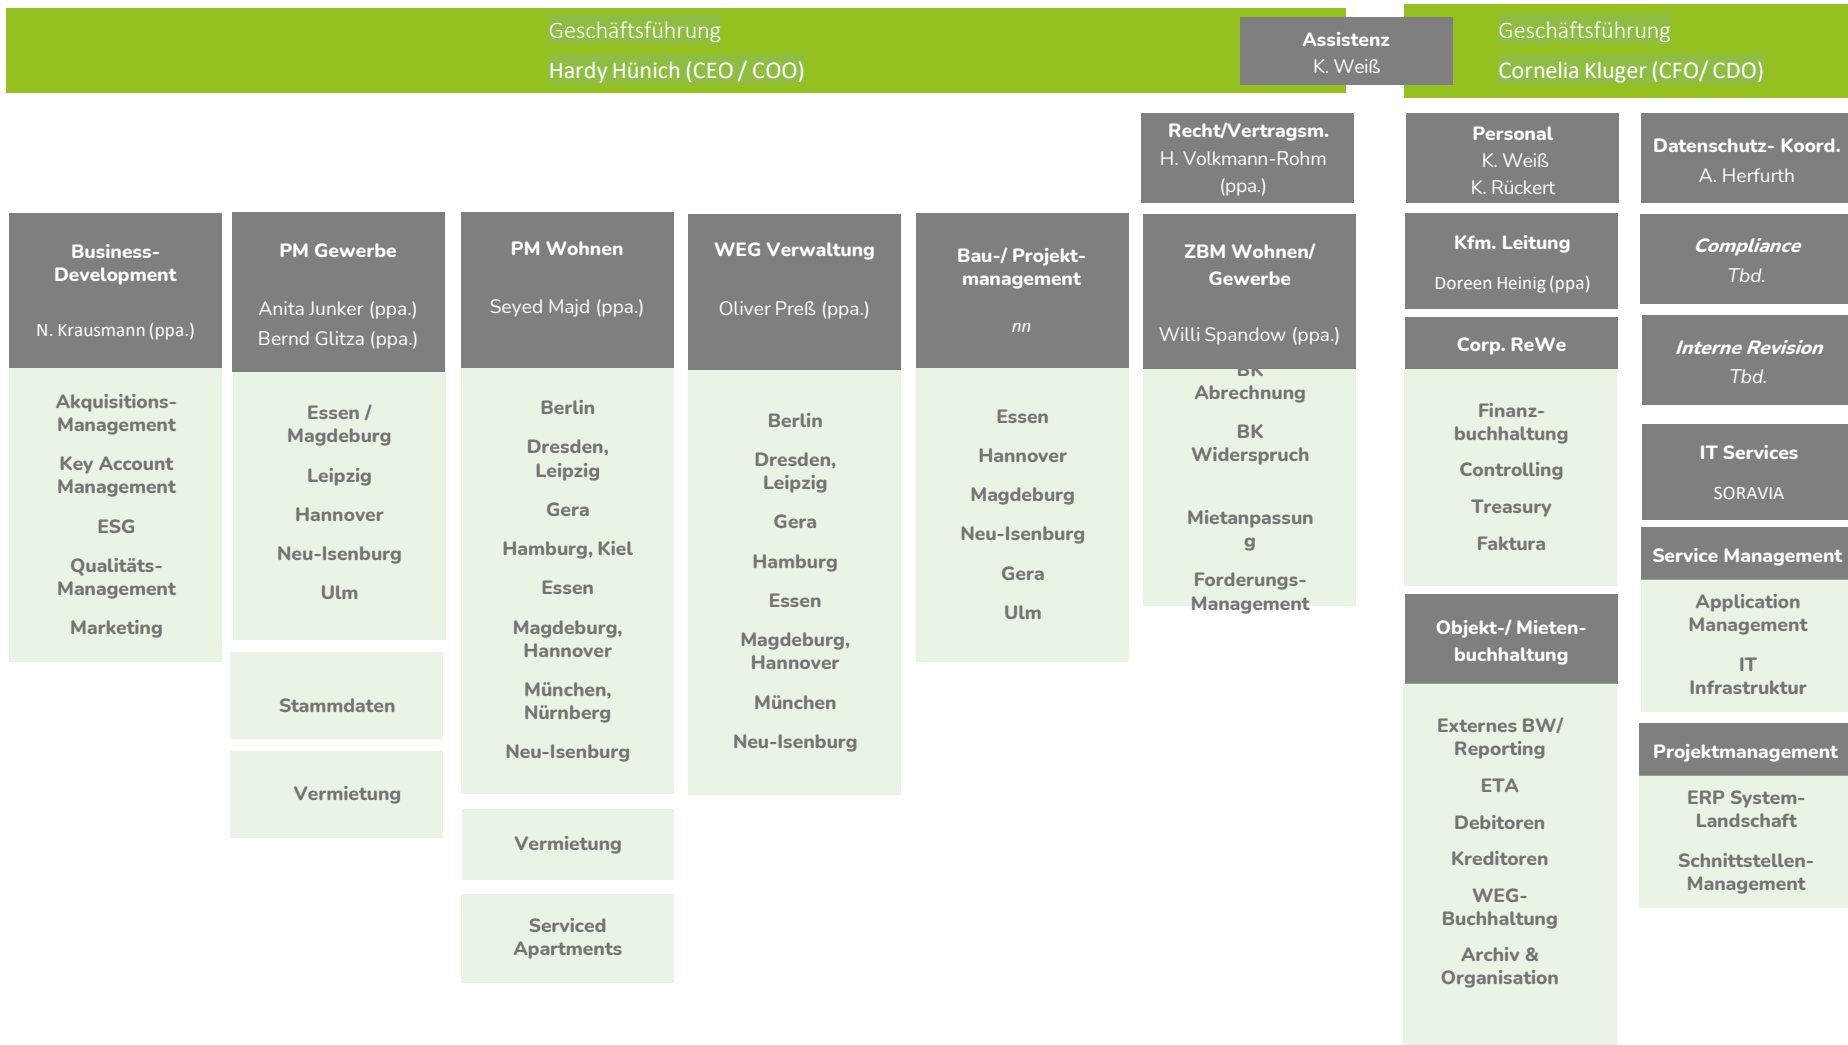 Geschäftsführung
Hardy Hünich (CEO / COO)
Assistenz
K. Weiß
Geschäftsführung
Cornelia Kluger (CFO/ CDO)
Recht/Vertragsm.
H. Volkmann-Rohm
(ppa.)
Personal
K. Weiß
K. Rückert
Datenschutz- Koord.
A. Herfurth
Business-
Development
N. Krausmann (ppa.)
Akquisitions-
Management
Key Account
Management
ESG
Qualitäts-
Management
Marketing
PM Gewerbe
Anita Junker (ppa.)
Bernd Glitza (ppa.)
Essen /
Magdeburg
Leipzig
Hannover
Neu-Isenburg
Ulm
Stammdaten
Vermietung
PM Wohnen
Seyed Majd (ppa.)
Berlin
Dresden,
Leipzig
Gera
Hamburg, Kiel
Essen
Magdeburg,
Hannover
München,
Nürnberg
Neu-Isenburg
Vermietung
Serviced
Apartments
WEG Verwaltung
Oliver Preß (ppa.)
Berlin
Dresden,
Leipzig
Gera
Hamburg
Essen
Magdeburg,
Hannover
München
Neu-Isenburg
Bau-/ Projekt-
management
nn
Essen
Hannover
Magdeburg
Neu-Isenburg
Gera
Ulm
ZBM Wohnen/
Gewerbe
Willi Spandow (ppa.)
BK
Abrechnung
BK
Widerspruch
Mietanpassun
g
Forderungs-
Management
Kfm. Leitung
Doreen Heinig (ppa)
Corp. ReWe
Finanz-
buchhaltung
Controlling
Treasury
Faktura
Objekt-/ Mieten-
buchhaltung
Externes BW/
Reporting
ETA
Debitoren
Kreditoren
WEG-
Buchhaltung
Archiv &
Organisation
Compliance
Tbd.
Interne Revision
Tbd.
IT Services
SORAVIA
Service Management
Application
Management
IT
Infrastruktur
Projektmanagement
ERP System-
Landschaft
Schnittstellen-
Management